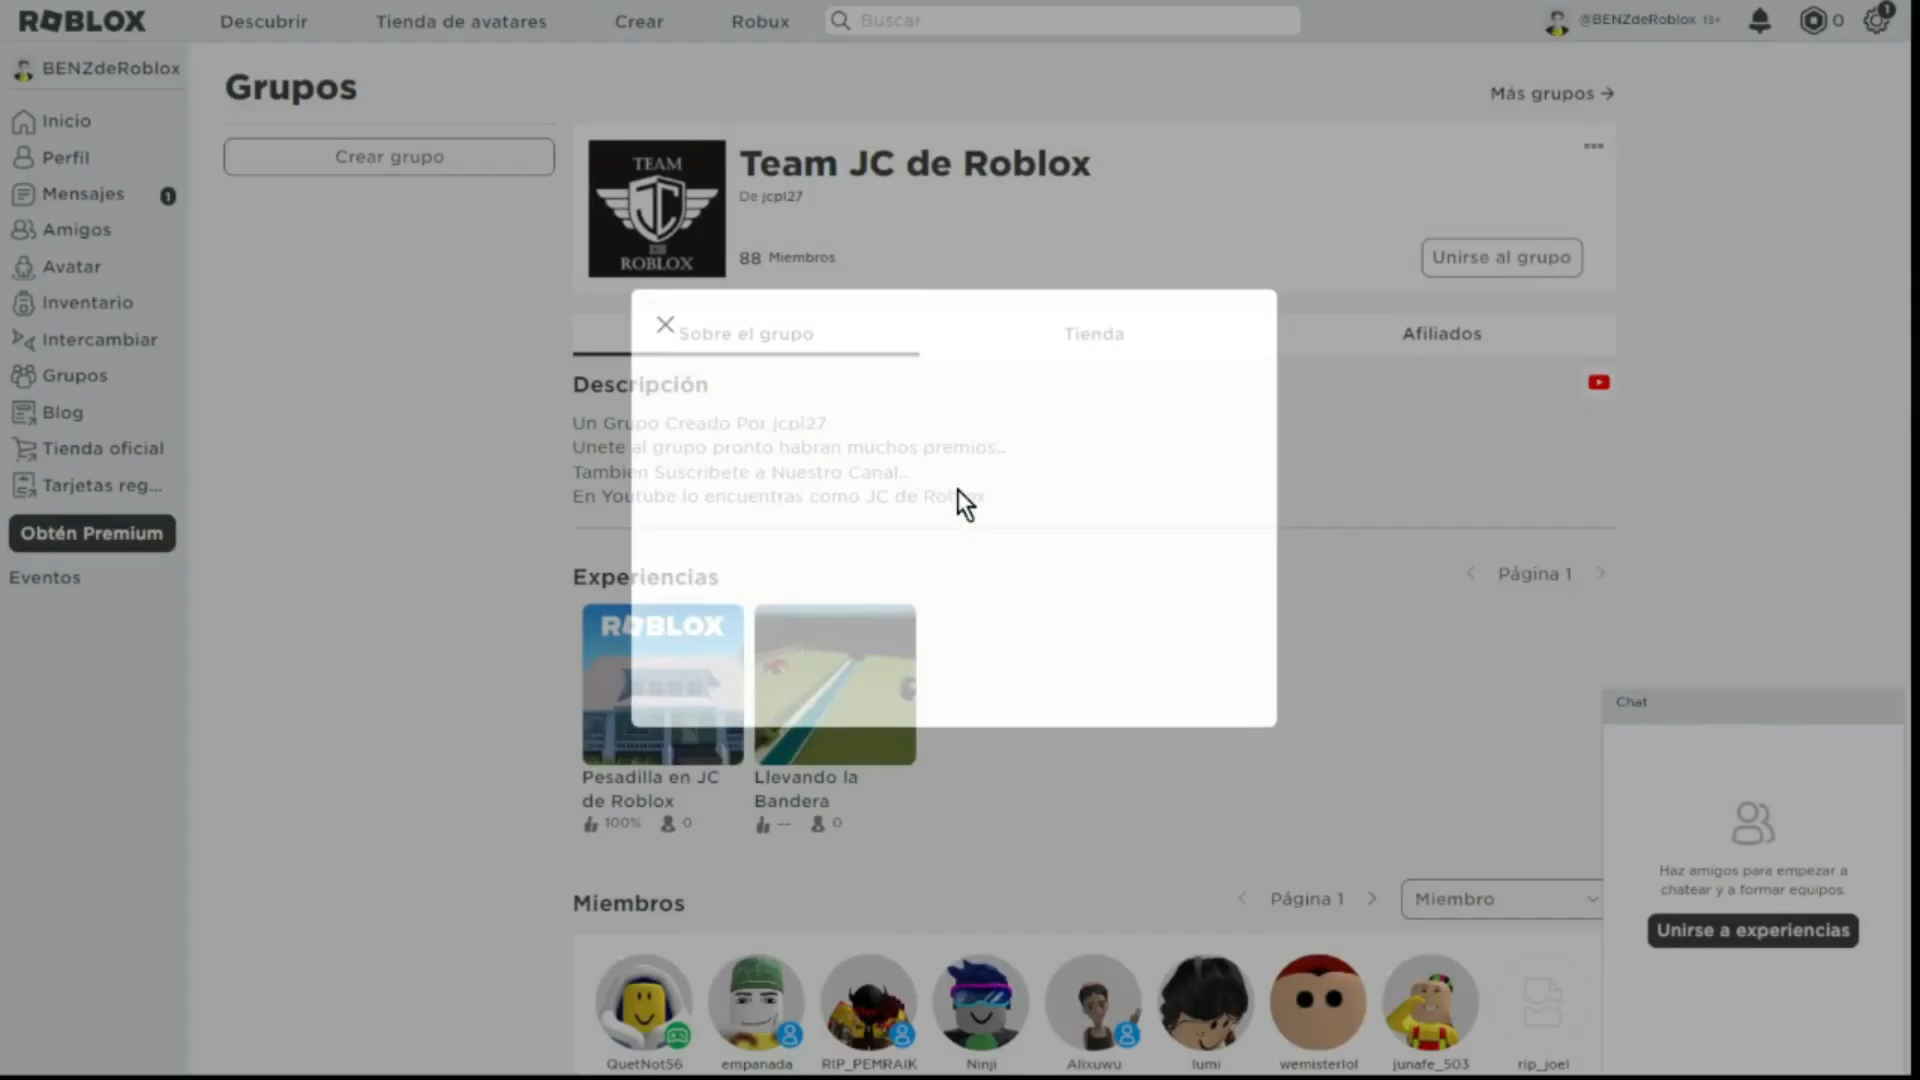 ROBLOX
Descubrir
Tienda de avatares
Crear
Robux
Buscar
@BENZdeRoblox 13+
0
1
BENZdeRoblox
Inicio
Perfil
Mensajes
1
Amigos
Avatar
Inventario
Intercambiar
Grupos
Blog
Tienda oficial
Tarjetas reg...
Obtén Premium
Eventos
Grupos
Más grupos →
Crear grupo
TEAM
JC
ROBLOX
Team JC de Roblox
De jcpl27
88 Miembros
Unirse al grupo
Sobre el grupo
Tienda
Afiliados
Descripción
Un Grupo Creado Por jcpl27
Unete al grupo pronto habran muchos premios..
Tambien Suscribete a Nuestro Canal..
En Youtube lo encuentras como JC de Roblox
Experiencias
Página 1
ROBLOX
Pesadilla en JC
de Roblox
100% 0
Llevando la
Bandera
-- 0
Miembros
Página 1
Miembro
QuetNot56
empanada
RIP_PEMRAIK
Ninji
Alixuwu
lumi
wemisterlol
junafe_503
rip_joel
Chat
Haz amigos para empezar a
chatear y a formar equipos.
Unirse a experiencias